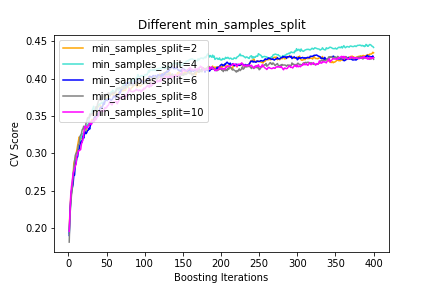 Different min_samples_split
0.45
0.40
0.35
0.30
0.25
0.20
CV Score
min_samples_split=2
min_samples_split=4
min_samples_split=6
min_samples_split=8
min_samples_split=10
0 50 100 150 200 250 300 350 400
Boosting Iterations